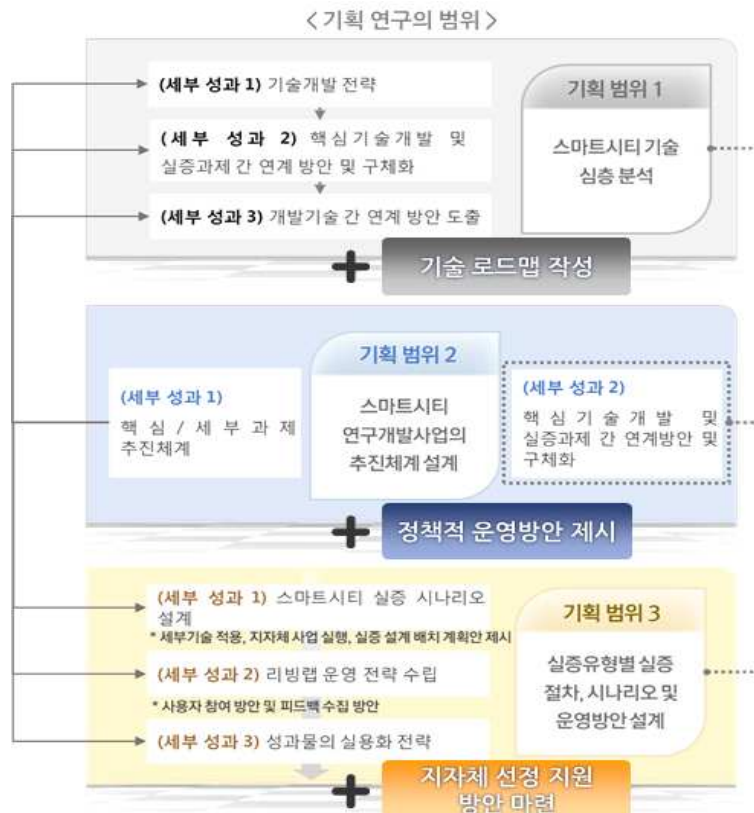 < 기획 연구의 범위 >
(세부 성과 1) 기술개발 전략
(세부 성과 2) 핵심기술개발 및
실증과제 간 연계 방안 및 구체화
(세부 성과 3) 개발기술 간 연계 방안 도출
기획 범위 1
스마트시티 기술
심층 분석
+ 기술 로드맵 작성
(세부 성과 1)
핵심/세부과제
추진체계
기획 범위 2
스마트시티
연구개발사업의
추진체계 설계
(세부 성과 2)
핵심기술개발 및
실증과제 간 연계방안 및
구체화
+ 정책적 운영방안 제시
(세부 성과 1) 스마트시티 실증 시나리오
설계
* 세부기술 적용, 지자체 사업 실행, 실증 설계 배치 계획안 제시
(세부 성과 2) 리빙랩 운영 전략 수립
* 사용자 참여 방안 및 피드백 수집 방안
(세부 성과 3) 성과물의 실용화 전략
기획 범위 3
실증유형별 실증
절차, 시나리오 및
운영방안 설계
+ 지자체 선정 지원
방안 마련